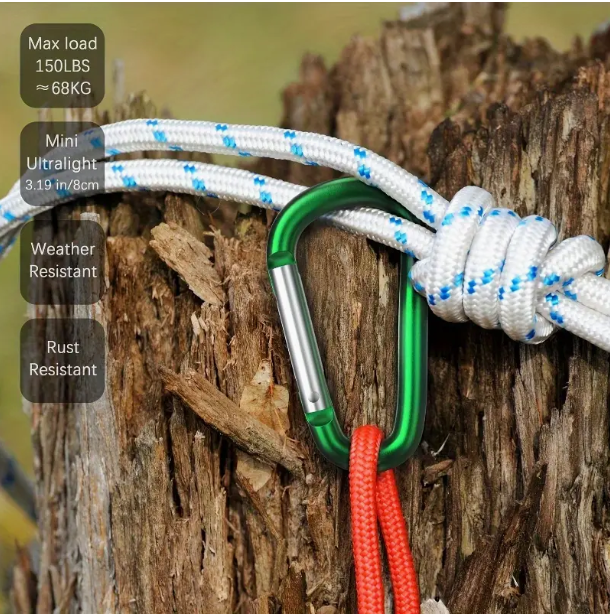 Max load
150LBS
≈68KG
Mini
Ultralight
3.19 in/8cm
Weather
Resistant
Rust
Resistant